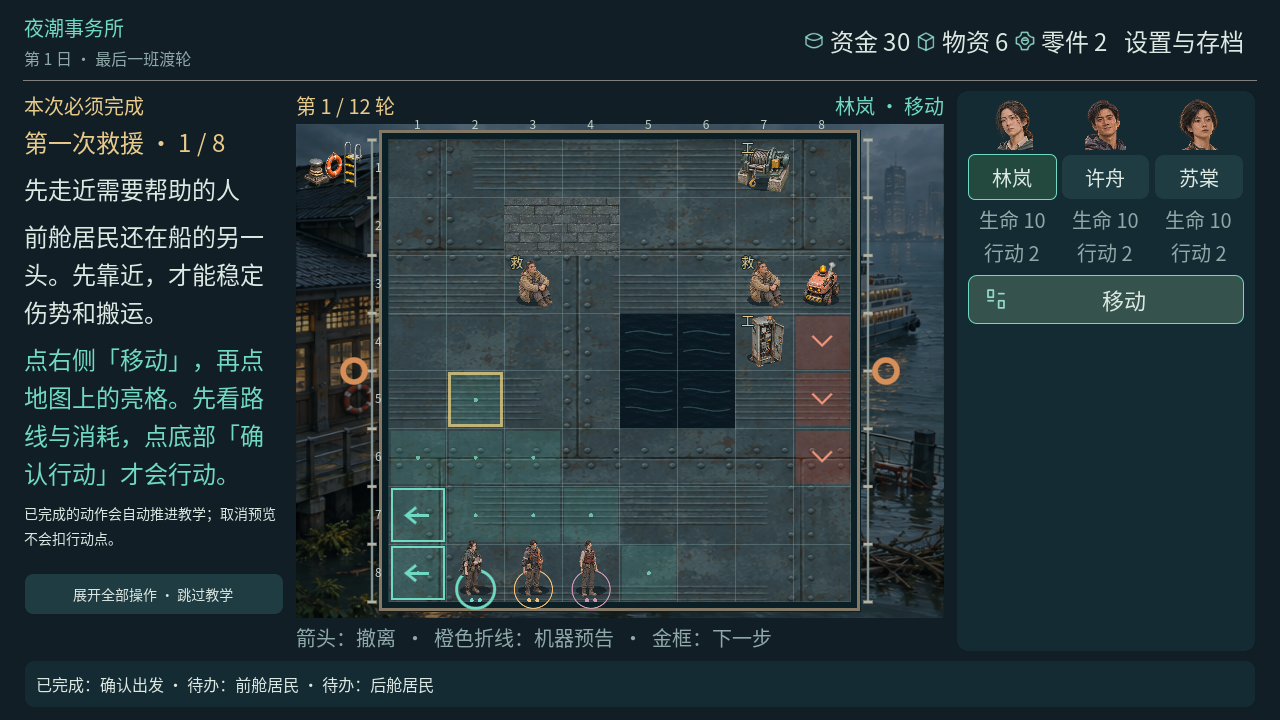 夜潮事务所
第 1 日 · 最后一班渡轮
资金 30 物资 6 零件 2 设置与存档
本次必须完成
第一次救援 · 1 / 8
先走近需要帮助的人
前舱居民还在船的另一
头。先靠近，才能稳定
伤势和搬运。
点右侧「移动」，再点
地图上的亮格。先看路
线与消耗，点底部「确
认行动」才会行动。
已完成的动作会自动推进教学；取消预览
不会扣行动点。
展开全部操作 · 跳过教学
第 1 / 12 轮
林岚 · 移动
1 2 3 4 5 6 7 8
1
工
2
3
救
救
4
工
5
6
7
8
箭头：撤离 · 橙色折线：机器预告 · 金框：下一步
林岚 许舟 苏棠
生命 10 生命 10 生命 10
行动 2 行动 2 行动 2
移动
已完成：确认出发 · 待办：前舱居民 · 待办：后舱居民